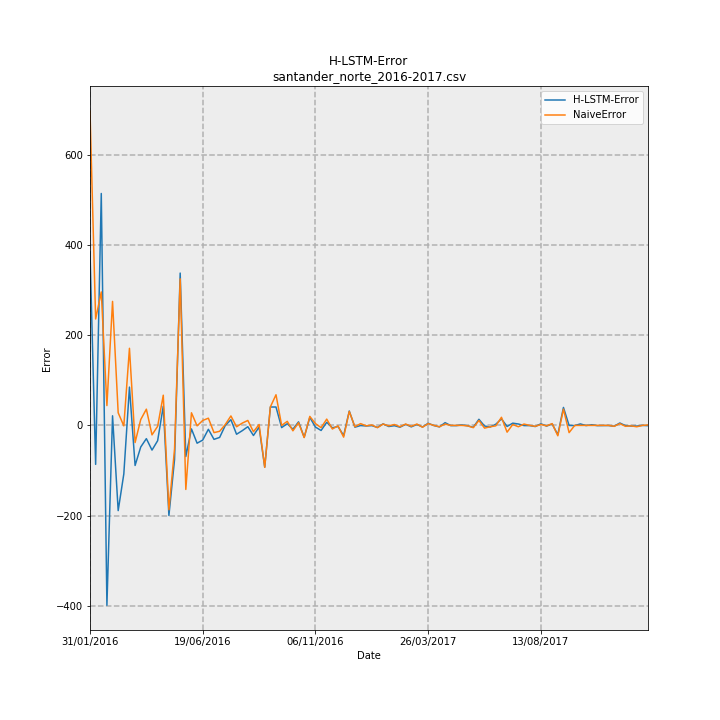 H-LSTM-Error
santander_norte_2016-2017.csv
H-LSTM-Error
NaiveError
600
400
200
0
−200
−400
Error
31/01/2016
19/06/2016
06/11/2016
26/03/2017
13/08/2017
Date